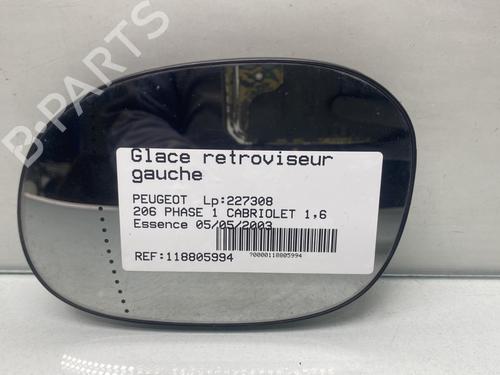 B-PARTS
Glace retroviseur
gauche
PEUGEOT Lp:227308
206 PHASE 1 CABRIOLET 1,6
Essence 05/05/2003
REF:118805994
?0000118805994